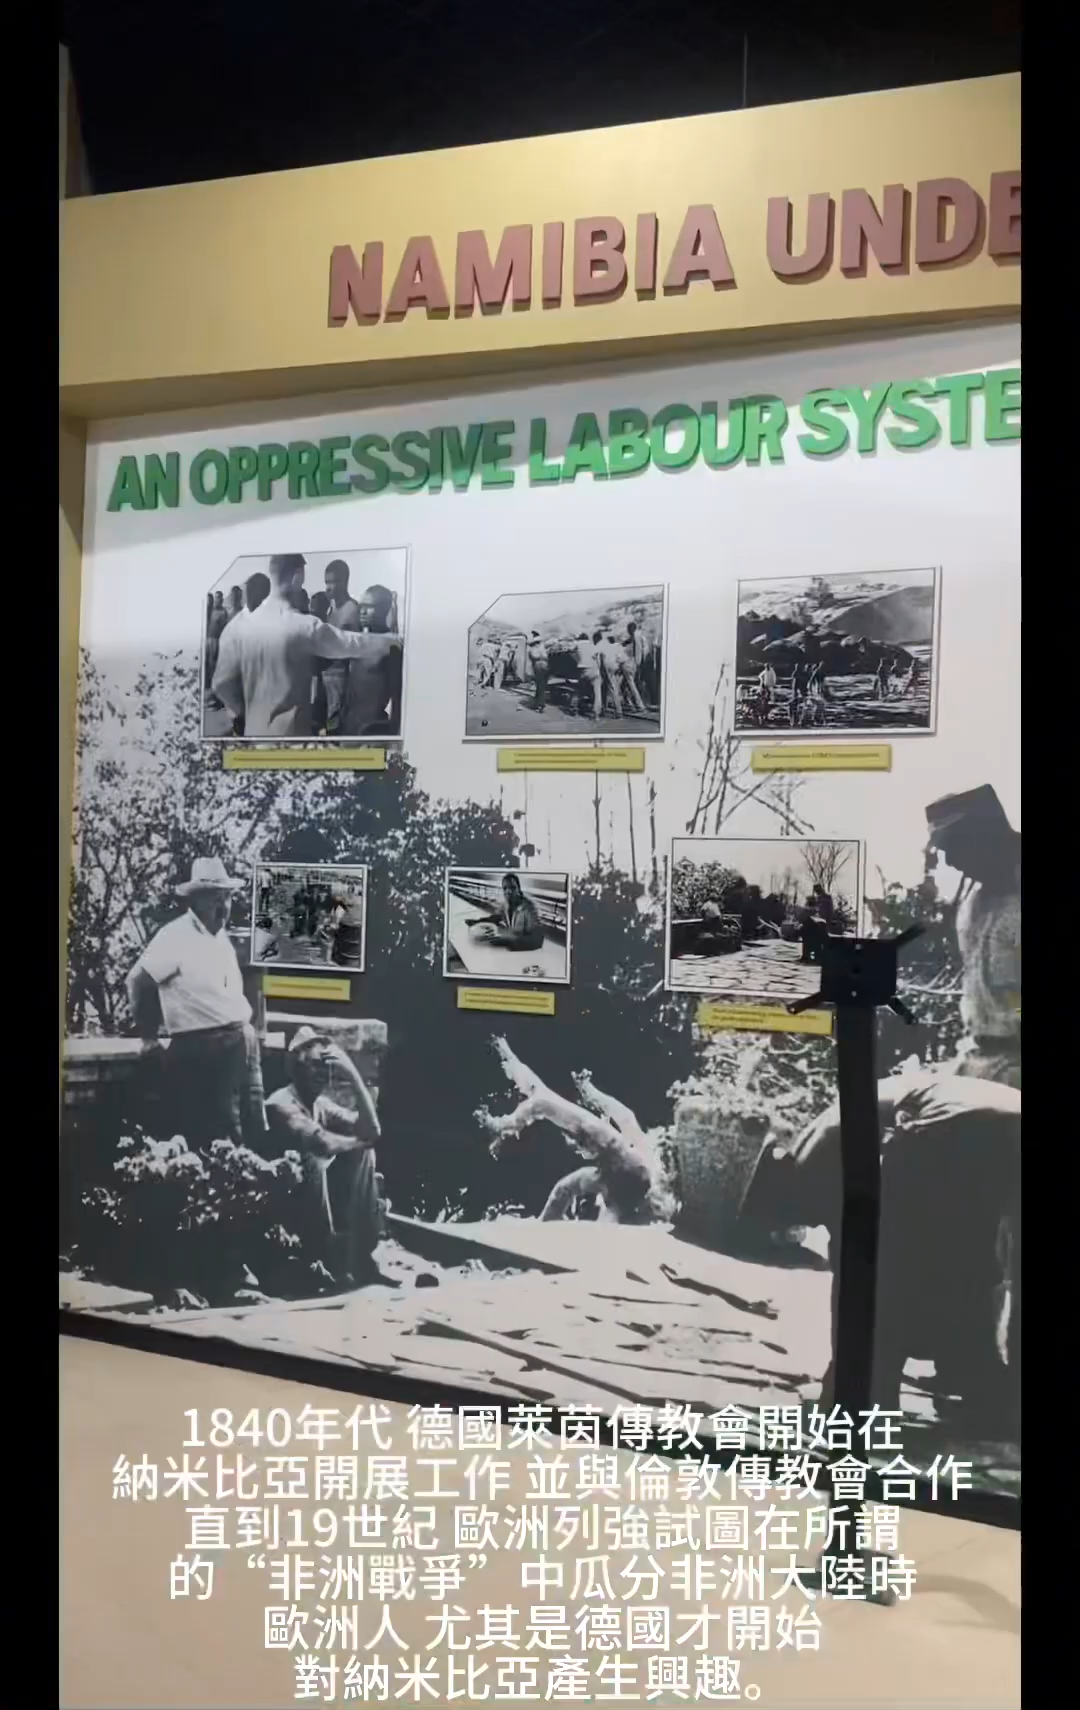 NAMIBIA UNDE
AN OPPRESSIVE LABOUR SYSTE
1840年代 德國萊茵傳教會開始在
納米比亞開展工作 並與倫敦傳教會合作
直到19世紀 歐洲列強試圖在所謂
的“非洲戰爭”中瓜分非洲大陸時
歐洲人 尤其是德國才開始
對納米比亞產生興趣。